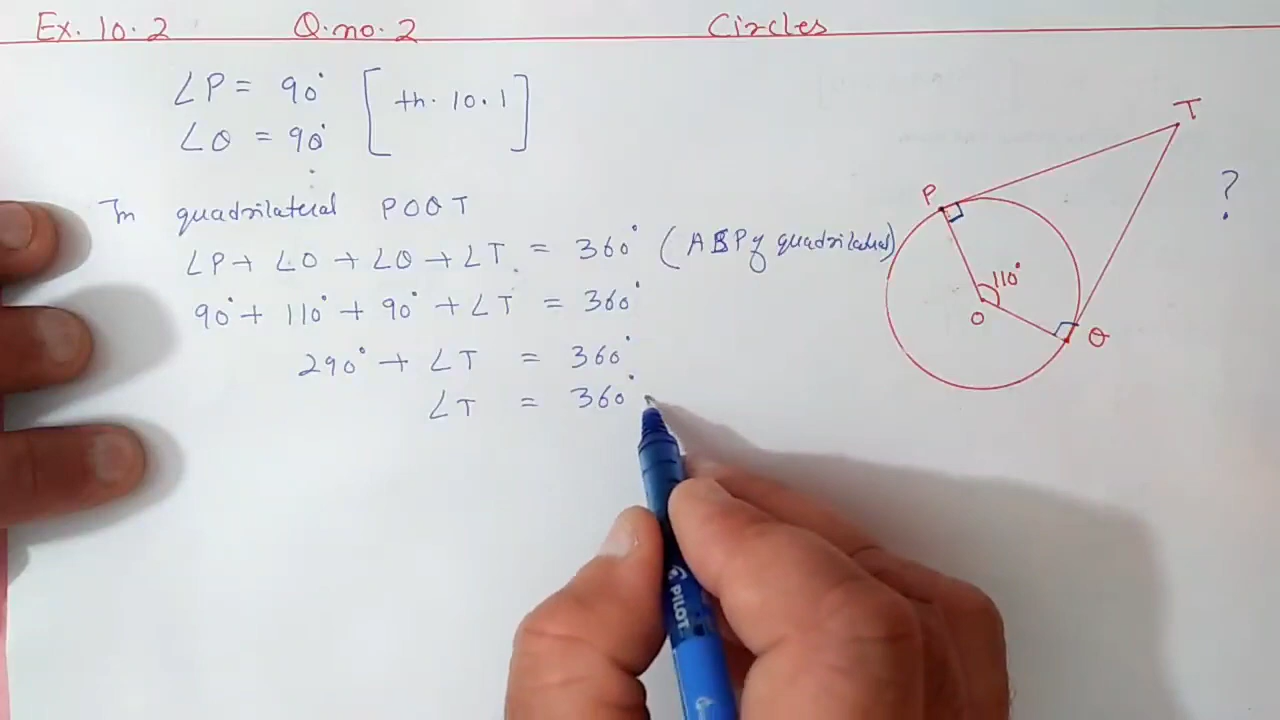 Ex. 10.2 Q.no.2 Circles
∠P = 90° [th. 10.1]
∠Q = 90°
In quadrilateral POQT
∠P + ∠O + ∠Q + ∠T = 360° (ASP of quadrilateral)
90° + 110° + 90° + ∠T = 360°
290° + ∠T = 360°
∠T = 360°
T
P
?
110°
O
Q
PILOT